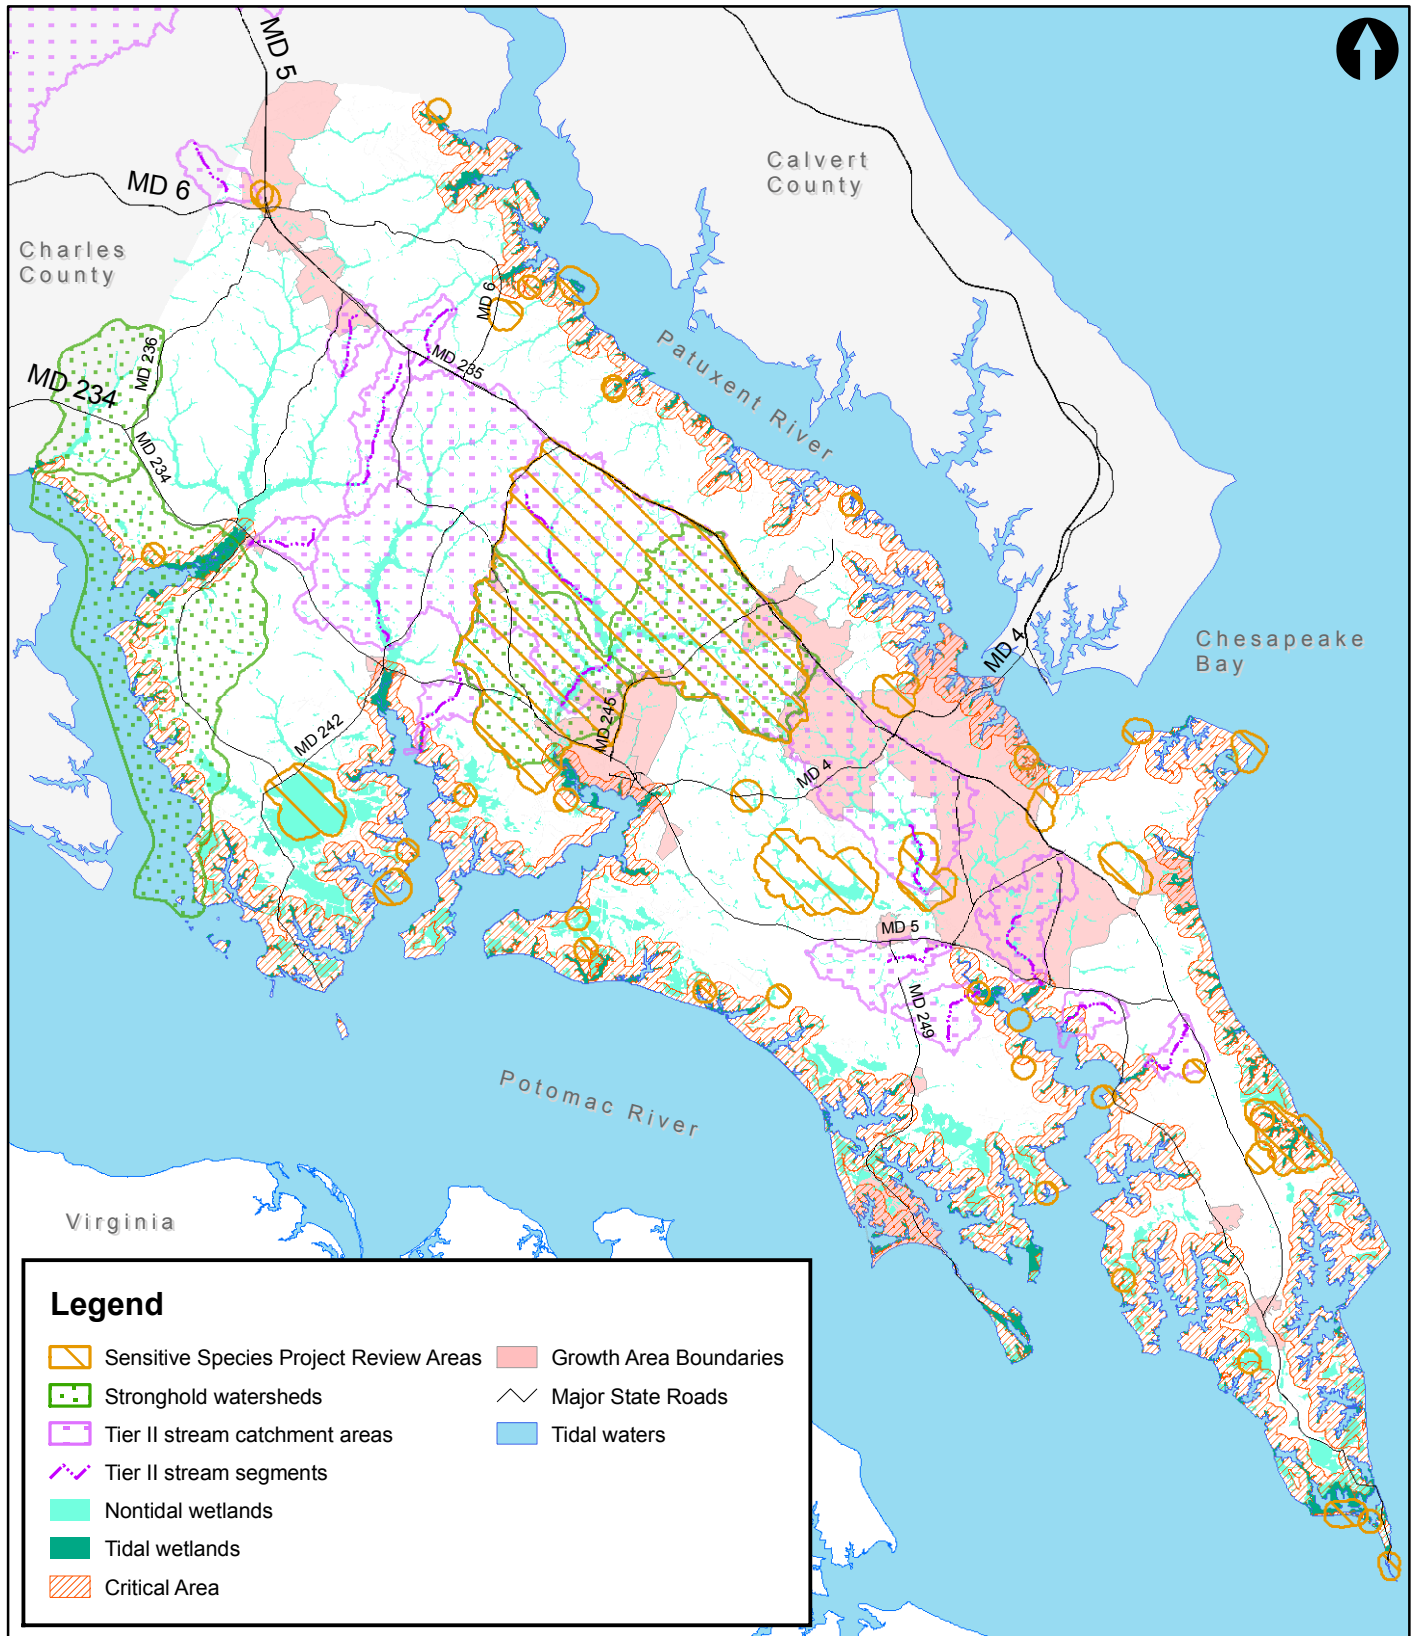 MD 5
Calvert
County
MD 6
Charles
County
MD 6
MD 236
MD 235
MD 234
Patuxent River
MD 234
MD 4
Chesapeake
Bay
MD 245
MD 242
MD 4
MD 5
MD 249
Potomac River
Virginia
Legend
Sensitive Species Project Review Areas
Stronghold watersheds
Tier II stream catchment areas
Tier II stream segments
Nontidal wetlands
Tidal wetlands
Critical Area
Growth Area Boundaries
Major State Roads
Tidal waters